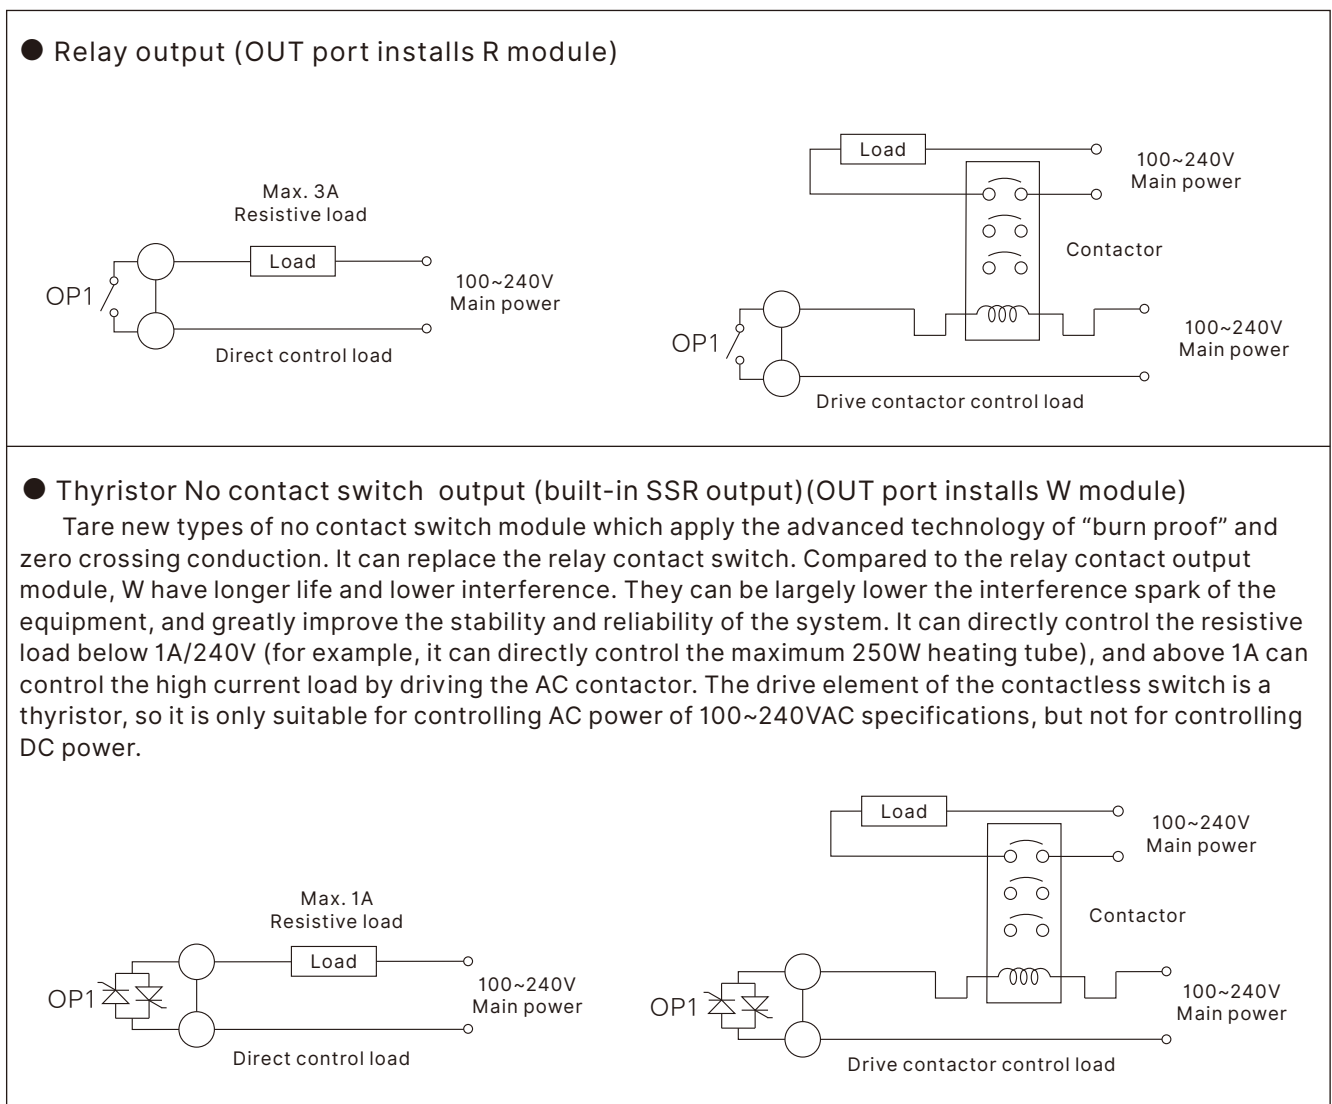 ● Relay output (OUT port installs R module)
Max. 3A
Resistive load
Load
OP1
100~240V
Main power
Direct control load
Load
100~240V
Main power
Contactor
OP1
100~240V
Main power
Drive contactor control load
● Thyristor No contact switch output (built-in SSR output)(OUT port installs W module)
Tare new types of no contact switch module which apply the advanced technology of “burn proof” and
zero crossing conduction. It can replace the relay contact switch. Compared to the relay contact output
module, W have longer life and lower interference. They can be largely lower the interference spark of the
equipment, and greatly improve the stability and reliability of the system. It can directly control the resistive
load below 1A/240V (for example, it can directly control the maximum 250W heating tube), and above 1A can
control the high current load by driving the AC contactor. The drive element of the contactless switch is a
thyristor, so it is only suitable for controlling AC power of 100~240VAC specifications, but not for controlling
DC power.
Max. 1A
Resistive load
Load
OP1
100~240V
Main power
Direct control load
Load
100~240V
Main power
Contactor
OP1
100~240V
Main power
Drive contactor control load